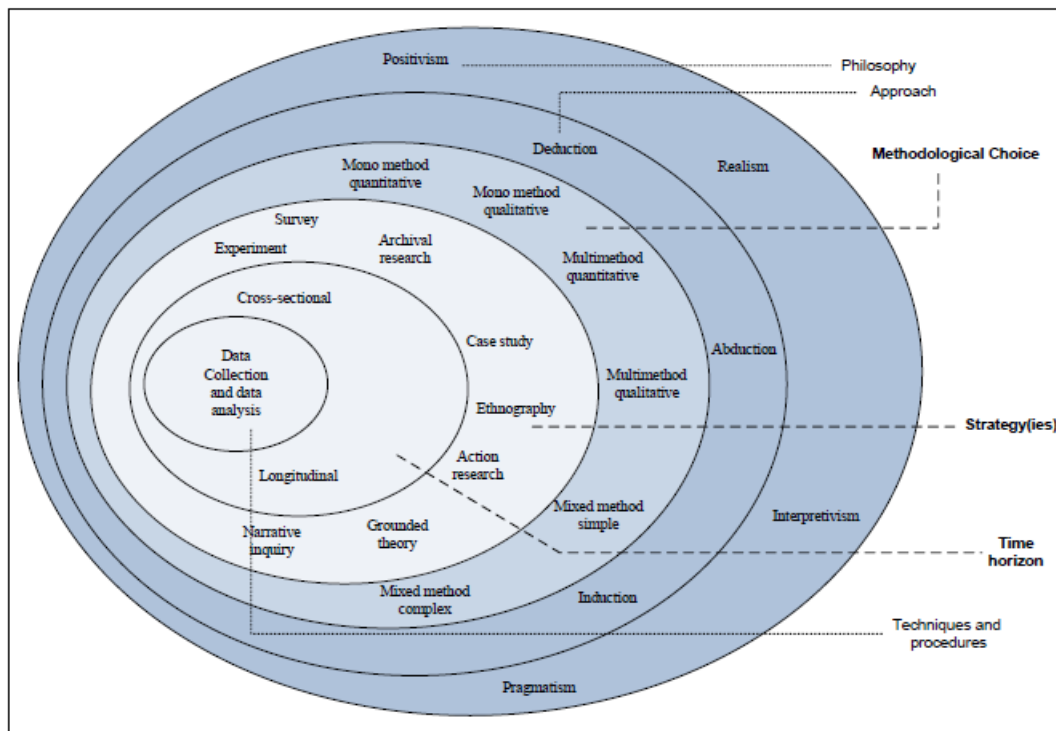 Positivism
Philosophy
Approach
Deduction
Methodological Choice
Mono method
quantitative
Realism
Mono method
qualitative
Survey
Archival
research
Experiment
Multimethod
quantitative
Cross-sectional
Case study
Abduction
Data
Collection
and data
analysis
Multimethod
qualitative
Ethnography
Strategy(ies)
Action
research
Longitudinal
Mixed method
simple
Interpretivism
Grounded
theory
Narrative
inquiry
Time
horizon
Mixed method
complex
Induction
Techniques and
procedures
Pragmatism